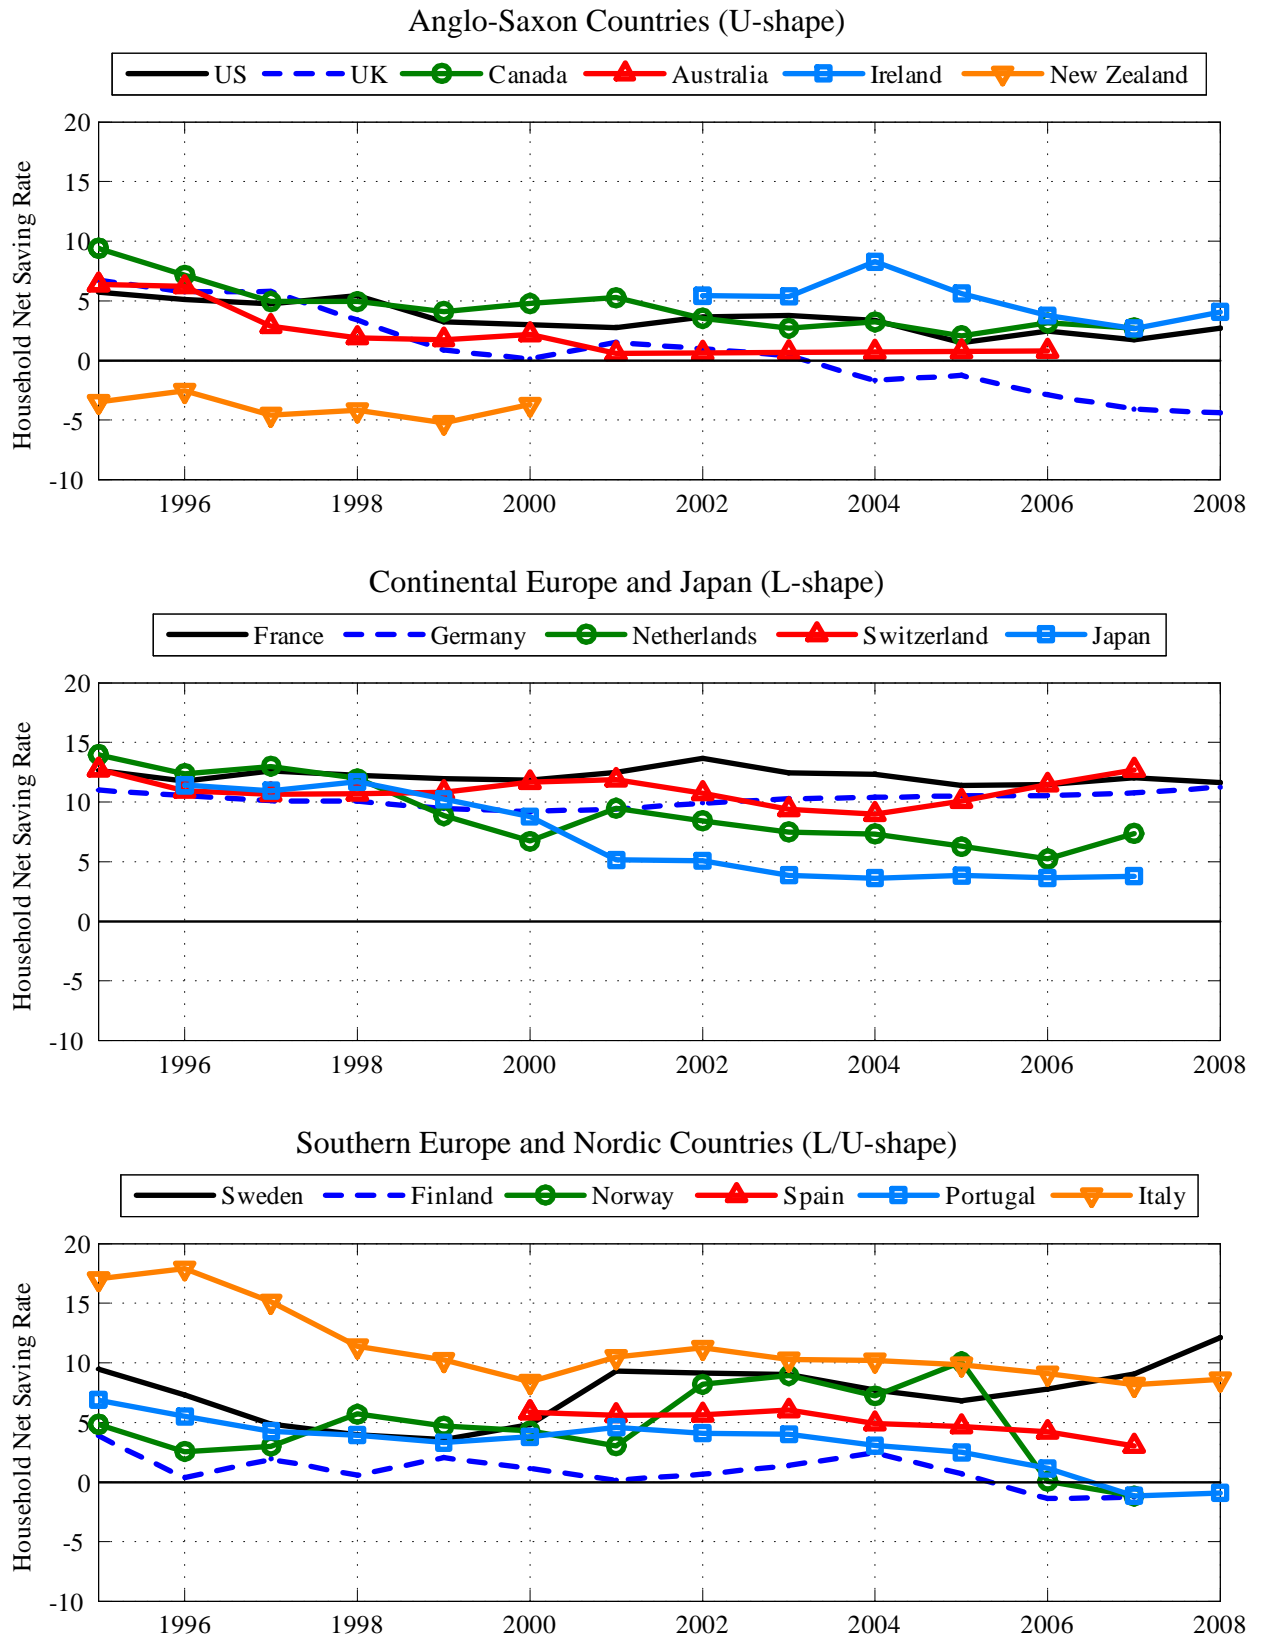 Anglo-Saxon Countries (U-shape)
US UK Canada Australia Ireland New Zealand
Household Net Saving Rate
20
15
10
5
0
-5
-10
1996 1998 2000 2002 2004 2006 2008
Continental Europe and Japan (L-shape)
France Germany Netherlands Switzerland Japan
Household Net Saving Rate
20
15
10
5
0
-5
-10
1996 1998 2000 2002 2004 2006 2008
Southern Europe and Nordic Countries (L/U-shape)
Sweden Finland Norway Spain Portugal Italy
Household Net Saving Rate
20
15
10
5
0
-5
-10
1996 1998 2000 2002 2004 2006 2008